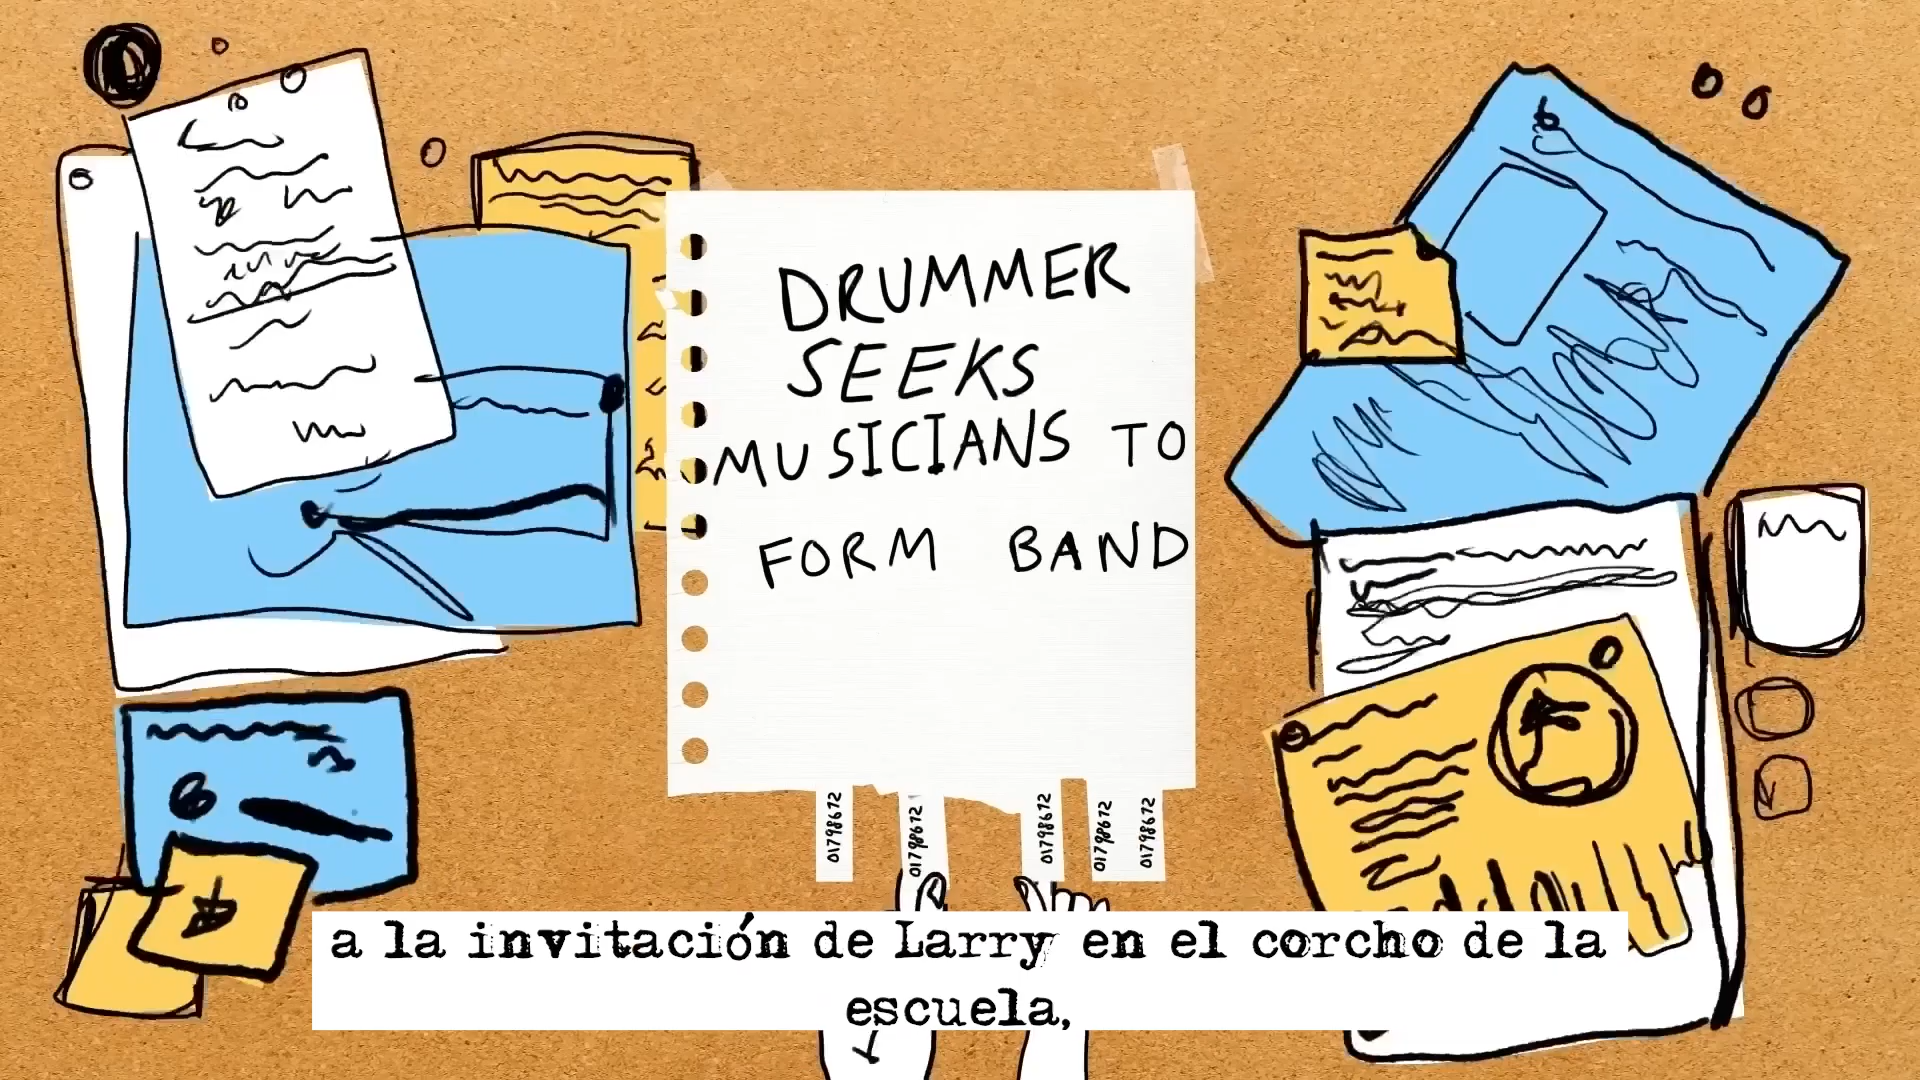 DRUMMER
SEEKS
MUSICIANS TO
FORM BAND
01798672
01798672
01798672
01798672
01798672
a la invitación de Larry en el corcho de la
escuela,